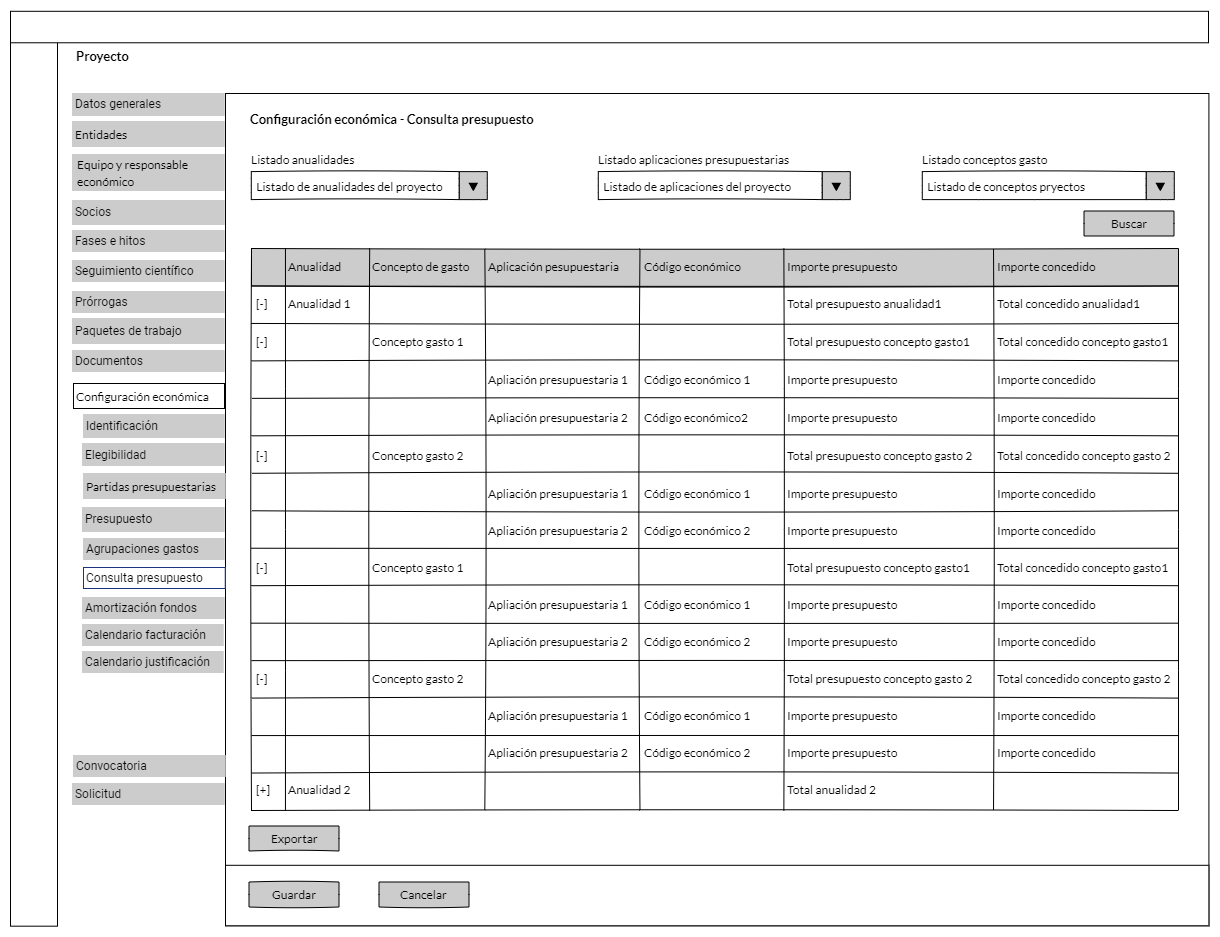 Proyecto
Datos generales
Entidades
Equipo y responsable
económico
Socios
Fases e hitos
Seguimiento científico
Prórrogas
Paquetes de trabajo
Documentos
Configuración económica
Identificación
Elegibilidad
Partidas presupuestarias
Presupuesto
Agrupaciones gastos
Consulta presupuesto
Amortización fondos
Calendario facturación
Calendario justificación
Convocatoria
Solicitud
Configuración económica - Consulta presupuesto
Listado anualidades Listado aplicaciones presupuestarias Listado conceptos gasto
Listado de anualidades del proyecto ▼ Listado de aplicaciones del proyecto ▼ Listado de conceptos pryectos ▼
Buscar
Anualidad Concepto de gasto Aplicación pesupuestaria Código económico Importe presupuesto Importe concedido
[-] Anualidad 1 Total presupuesto anualidad1 Total concedido anualidad1
[-] Concepto gasto 1 Total presupuesto concepto gasto1 Total concedido concepto gasto1
Apliación presupuestaria 1 Código económico 1 Importe presupuesto Importe concedido
Apliación presupuestaria 2 Código económico2 Importe presupuesto Importe concedido
[-] Concepto gasto 2 Total presupuesto concepto gasto 2 Total concedido concepto gasto 2
Apliación presupuestaria 1 Código económico 1 Importe presupuesto Importe concedido
Apliación presupuestaria 2 Código económico 2 Importe presupuesto Importe concedido
[-] Concepto gasto 1 Total presupuesto concepto gasto1 Total concedido concepto gasto1
Apliación presupuestaria 1 Código económico 1 Importe presupuesto Importe concedido
Apliación presupuestaria 2 Código económico 2 Importe presupuesto Importe concedido
[-] Concepto gasto 2 Total presupuesto concepto gasto 2 Total concedido concepto gasto 2
Apliación presupuestaria 1 Código económico 1 Importe presupuesto Importe concedido
Apliación presupuestaria 2 Código económico 2 Importe presupuesto Importe concedido
[+] Anualidad 2 Total anualidad 2
Exportar
Guardar Cancelar